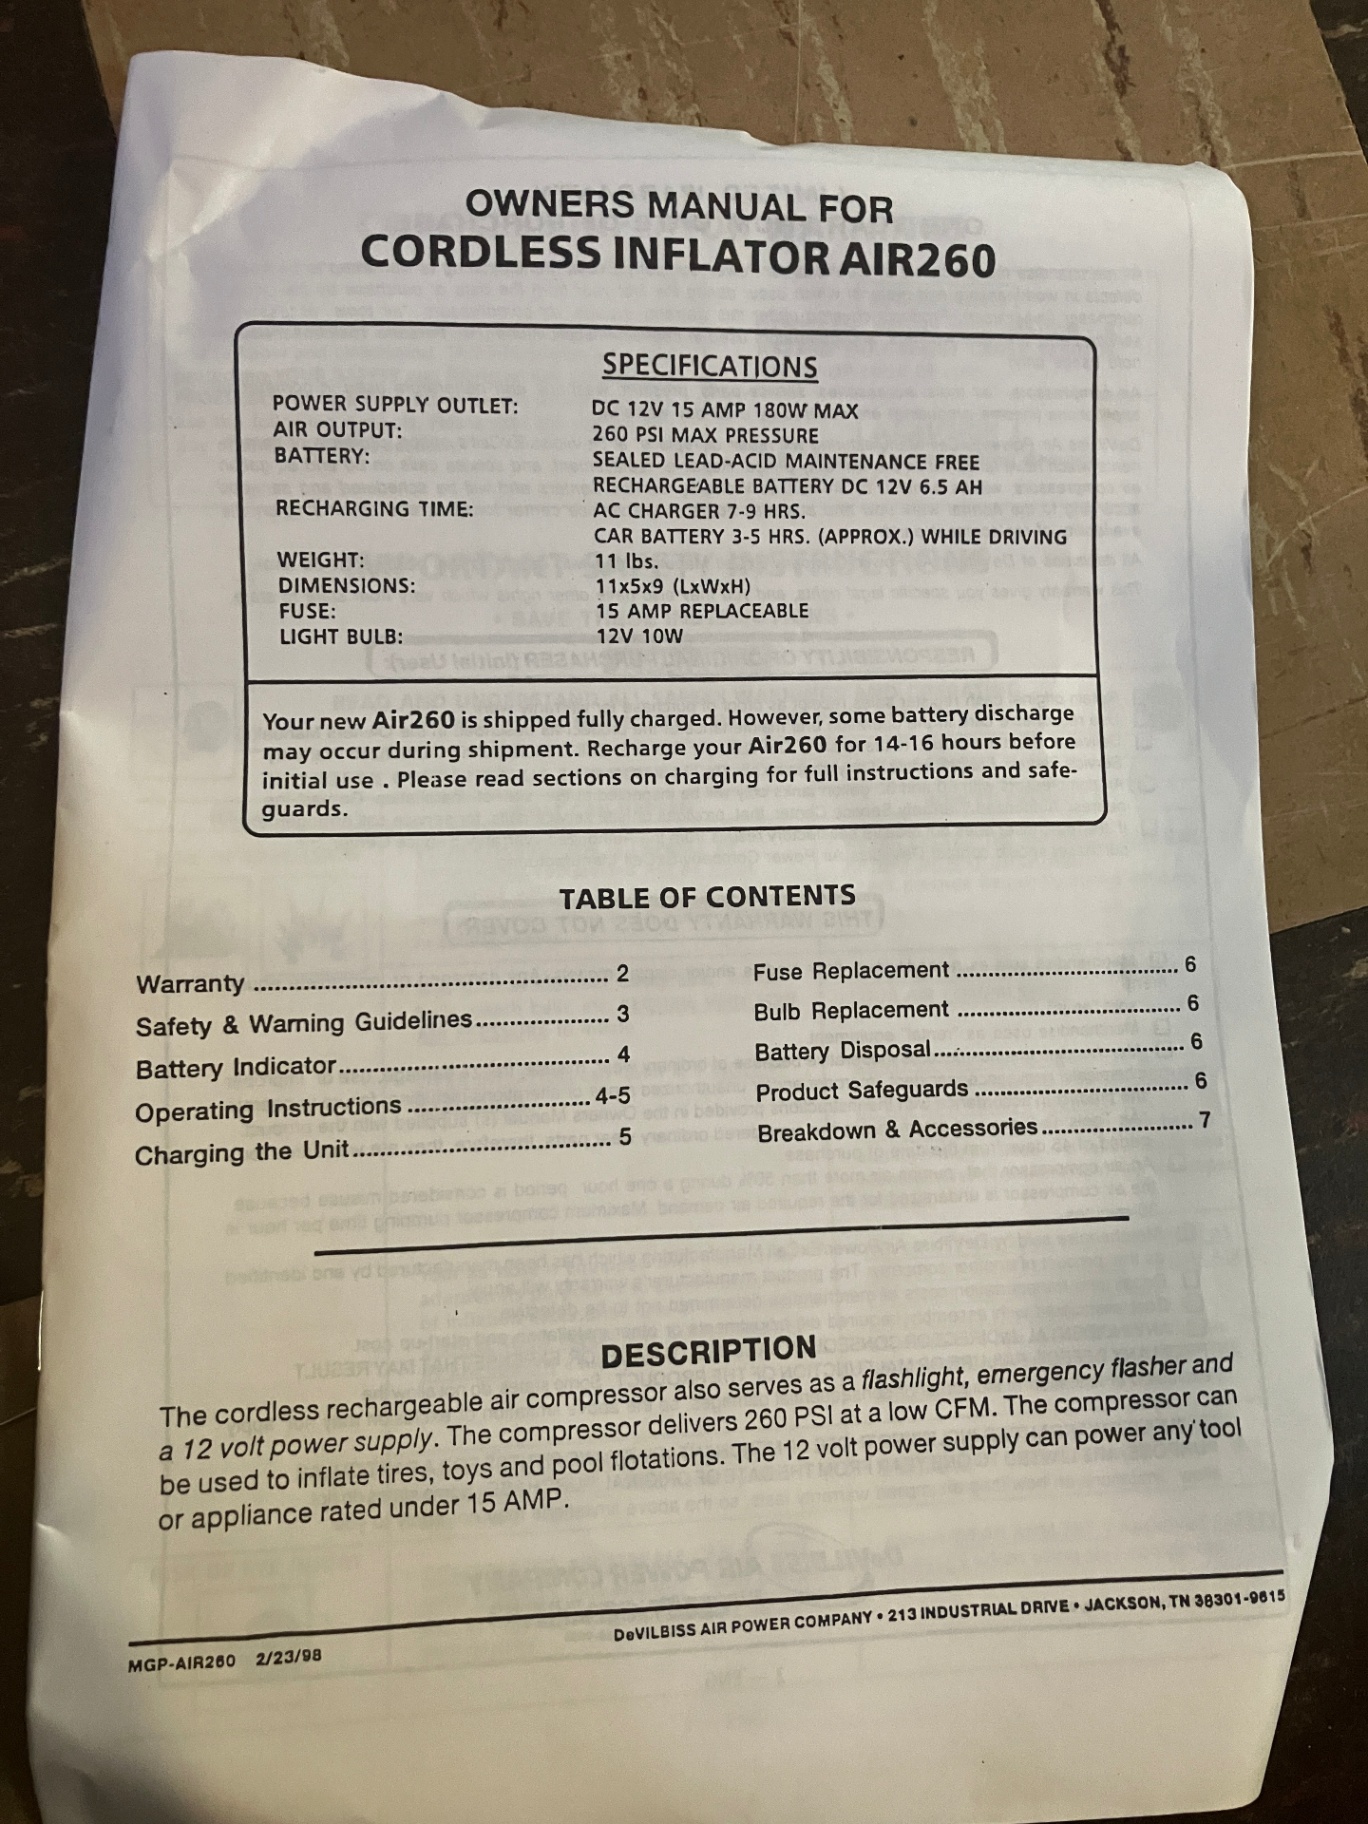 OWNERS MANUAL FOR
CORDLESS INFLATOR AIR260
SPECIFICATIONS
POWER SUPPLY OUTLET: DC 12V 15 AMP 180W MAX
AIR OUTPUT: 260 PSI MAX PRESSURE
BATTERY: SEALED LEAD-ACID MAINTENANCE FREE
RECHARGEABLE BATTERY DC 12V 6.5 AH
RECHARGING TIME: AC CHARGER 7-9 HRS.
CAR BATTERY 3-5 HRS. (APPROX.) WHILE DRIVING
WEIGHT: 11 lbs.
DIMENSIONS: 11x5x9 (LxWxH)
FUSE: 15 AMP REPLACEABLE
LIGHT BULB: 12V 10W
Your new Air260 is shipped fully charged. However, some battery discharge
may occur during shipment. Recharge your Air260 for 14-16 hours before
initial use . Please read sections on charging for full instructions and safe-
guards.
TABLE OF CONTENTS
Warranty ..................................................... 2
Safety & Warning Guidelines .................... 3
Battery Indicator ........................................ 4
Operating Instructions ........................... 4-5
Charging the Unit ...................................... 5
Fuse Replacement ................................. 6
Bulb Replacement ................................. 6
Battery Disposal ..................................... 6
Product Safeguards ................................ 6
Breakdown & Accessories ....................... 7
DESCRIPTION
The cordless rechargeable air compressor also serves as a flashlight, emergency flasher and
a 12 volt power supply. The compressor delivers 260 PSI at a low CFM. The compressor can
be used to inflate tires, toys and pool flotations. The 12 volt power supply can power any tool
or appliance rated under 15 AMP.
DeVILBISS AIR POWER COMPANY • 213 INDUSTRIAL DRIVE • JACKSON, TN 38301-9615
MGP-AIR260 2/23/98